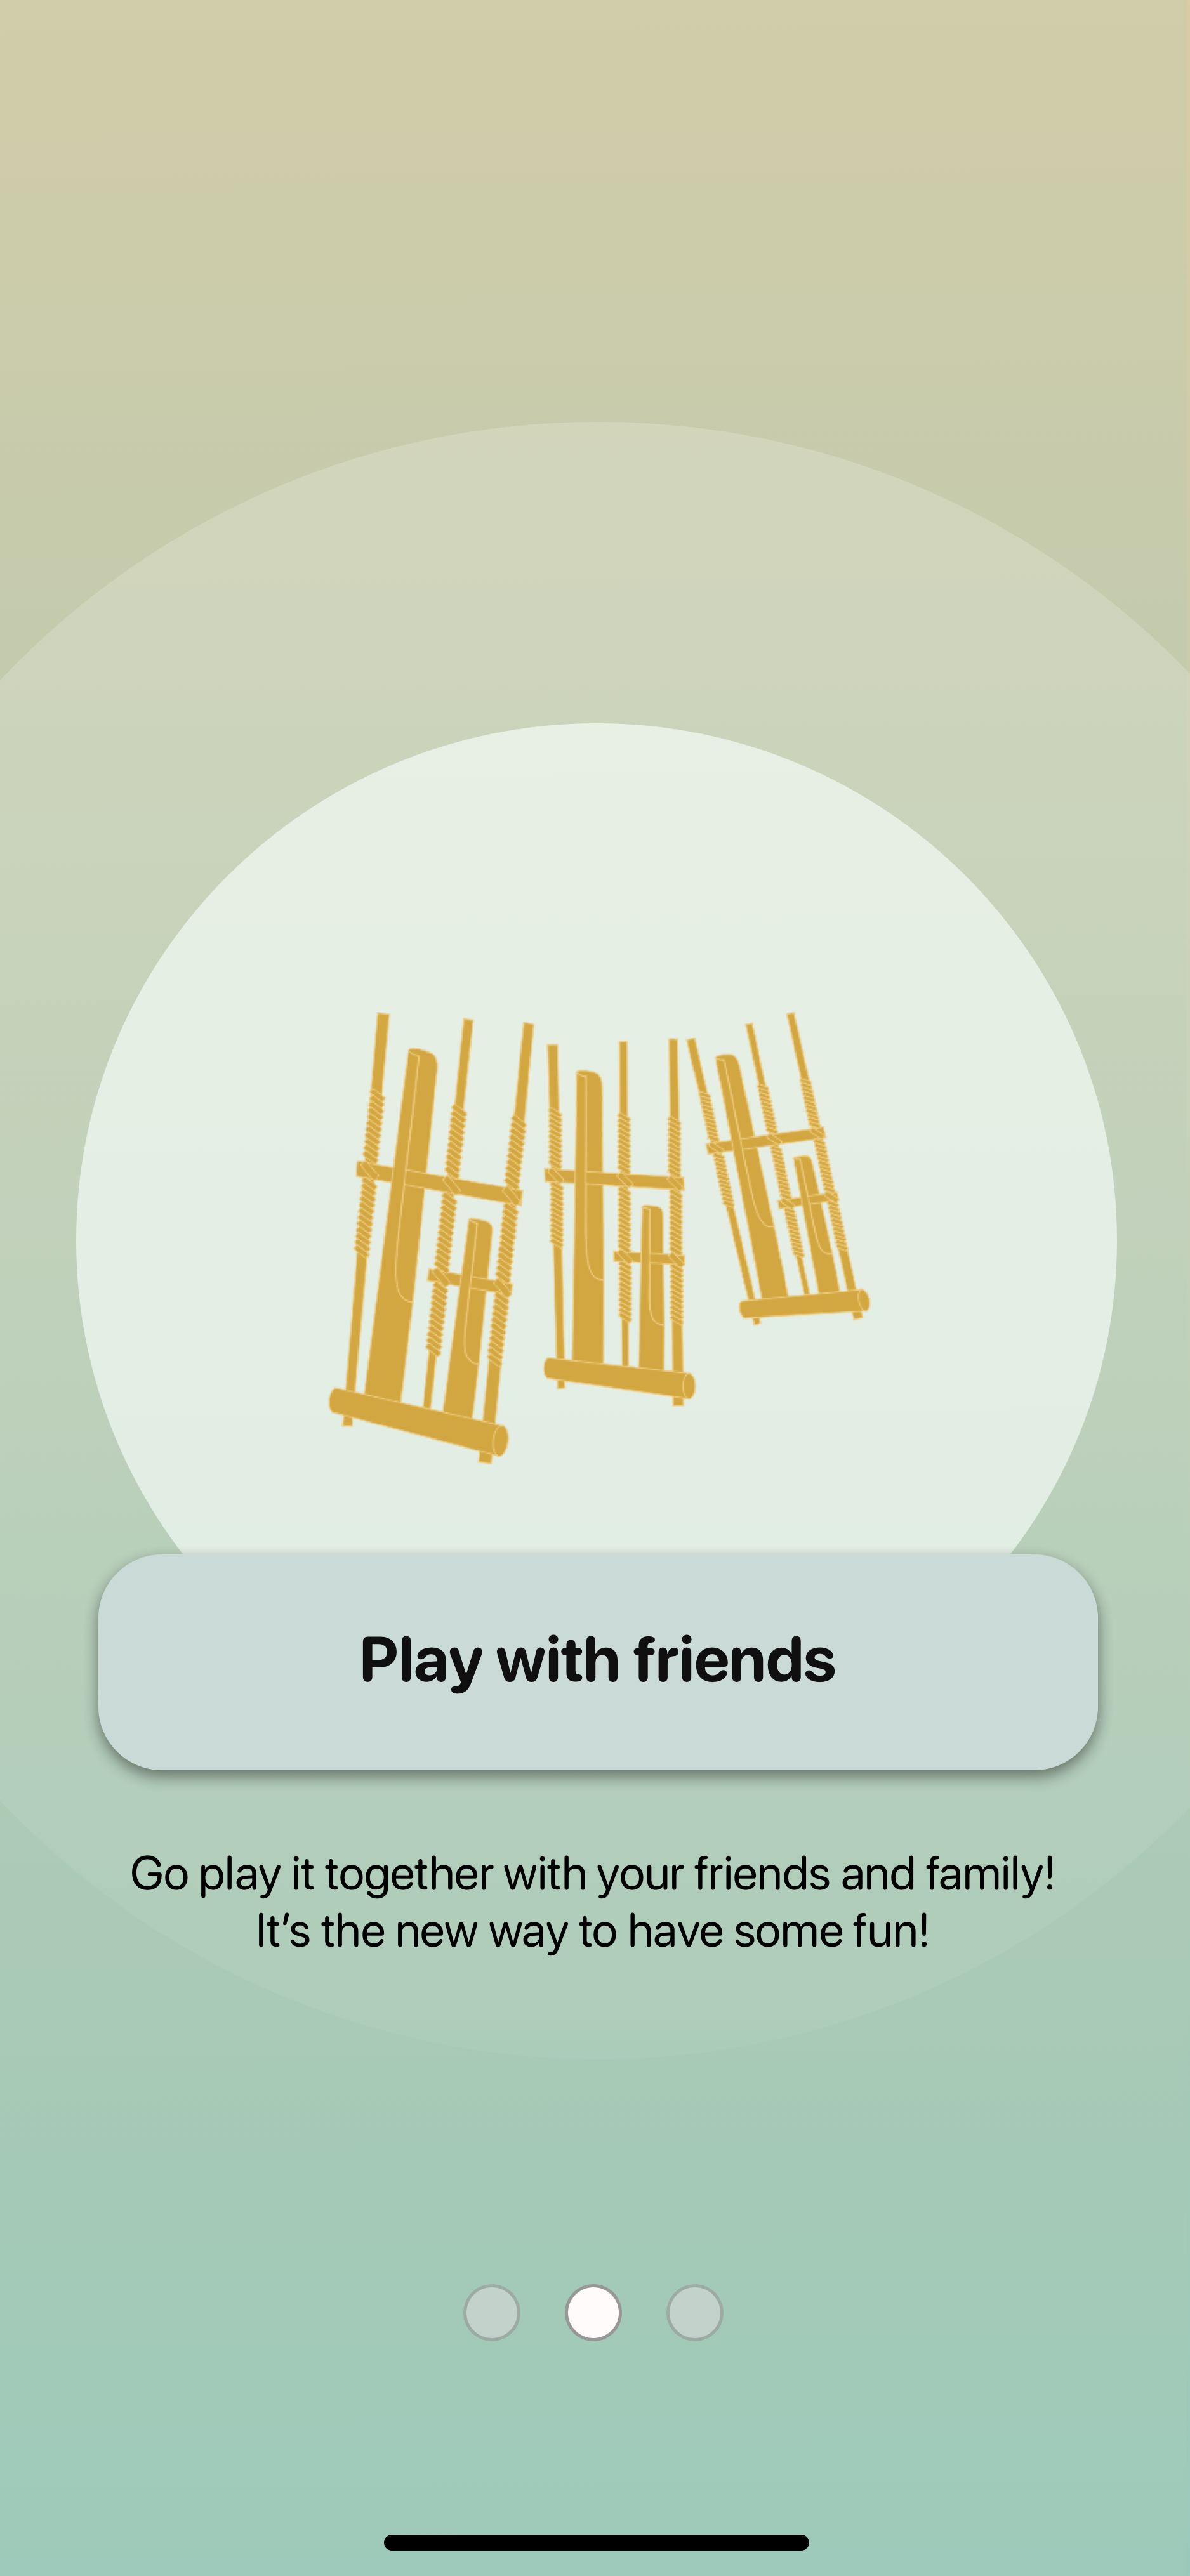 Play with friends
Go play it together with your friends and family!
It’s the new way to have some fun!